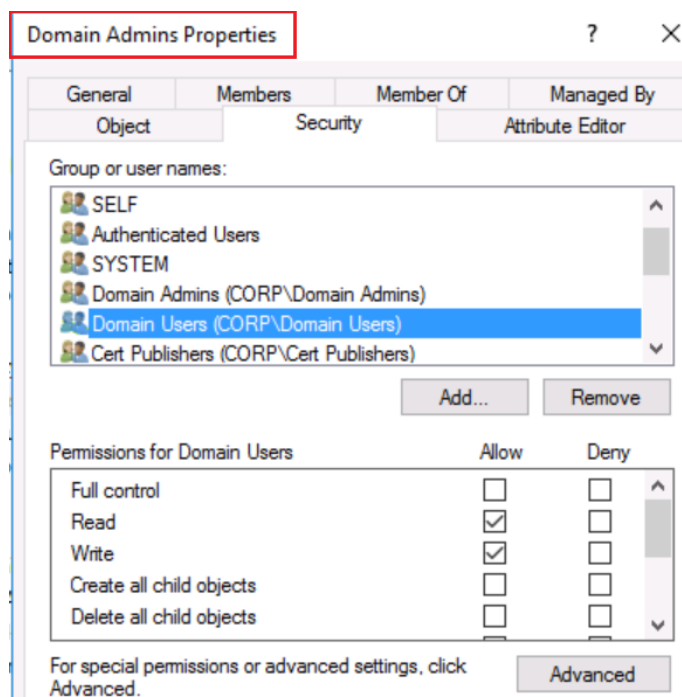 Domain Admins Properties ? ×
General Members Member Of Managed By
Object Security Attribute Editor
Group or user names:
SELF
Authenticated Users
SYSTEM
Domain Admins (CORP\Domain Admins)
Domain Users (CORP\Domain Users)
Cert Publishers (CORP\Cert Publishers)
Add... Remove
Permissions for Domain Users Allow Deny
Full control
Read
Write
Create all child objects
Delete all child objects
For special permissions or advanced settings, click
Advanced. Advanced